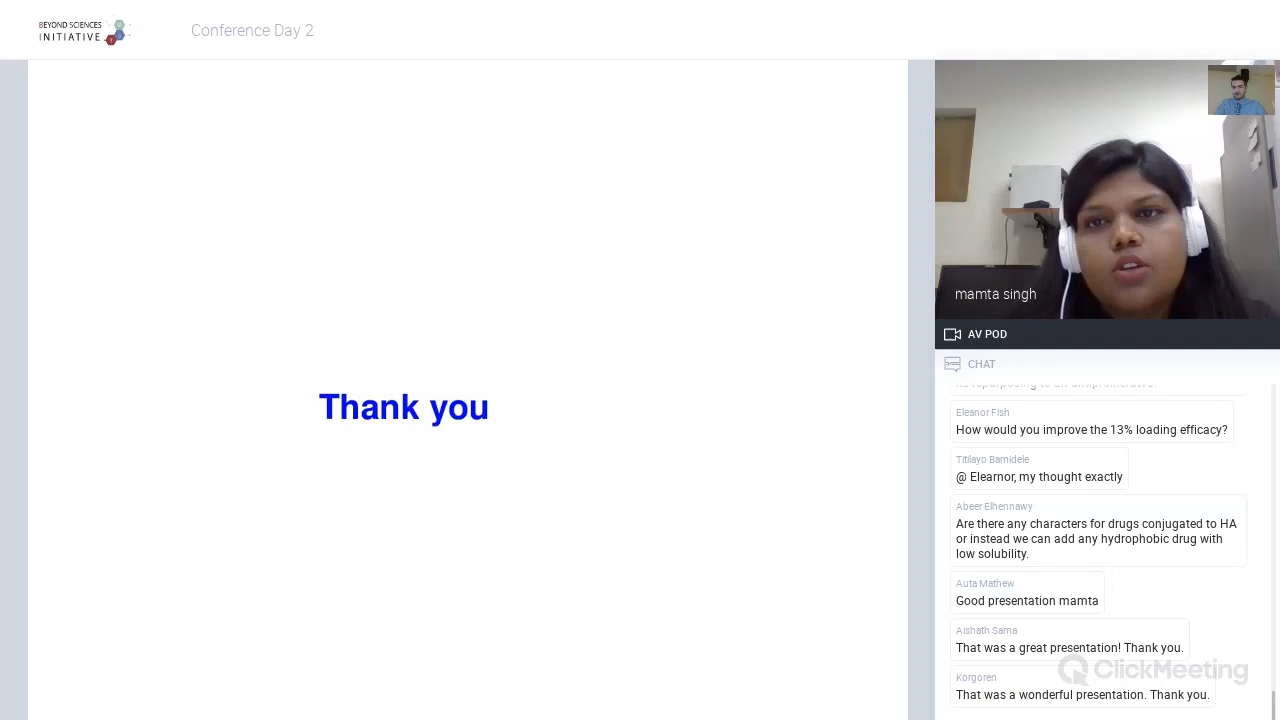 BEYOND SCIENCES
INITIATIVE
Conference Day 2
Thank you
mamta singh
AV POD
CHAT
Eleanor Fish
How would you improve the 13% loading efficacy?
Titilayo Bamidele
@ Elearnor, my thought exactly
Abeer Elhennawy
Are there any characters for drugs conjugated to HA
or instead we can add any hydrophobic drug with
low solubility.
Auta Mathew
Good presentation mamta
Aishath Sama
That was a great presentation! Thank you.
Korgoren
That was a wonderful presentation. Thank you.
ClickMeeting